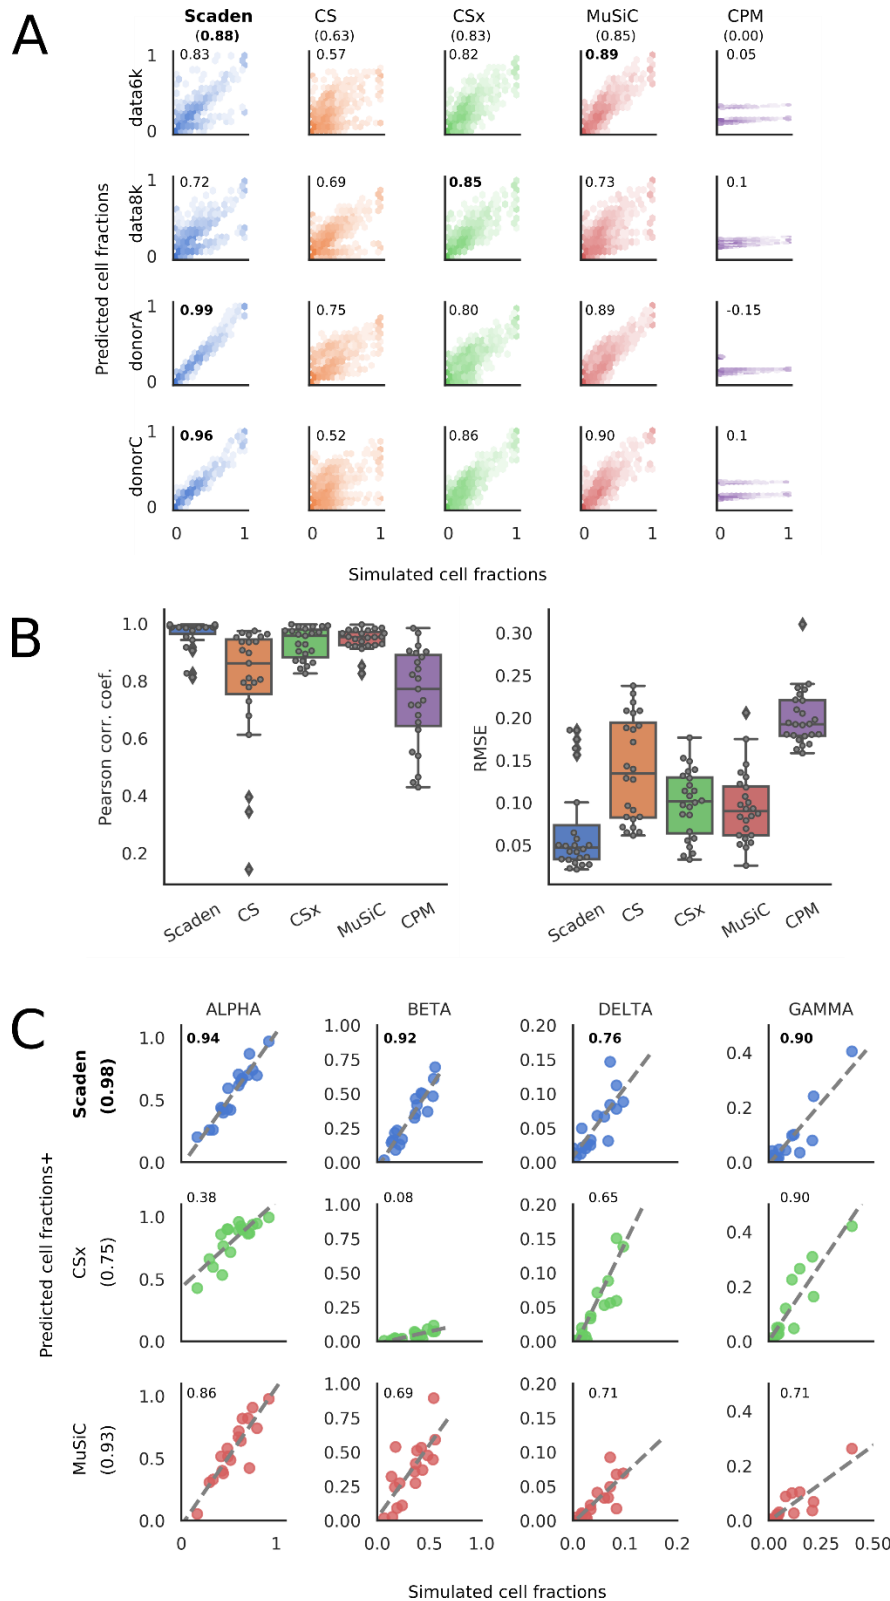 A
Scaden CS CSx MuSiC CPM
(0.88) (0.63) (0.83) (0.85) (0.00)
1 0.83 0.57 0.82 0.89 0.05
data6k
0
1 0.72 0.69 0.85 0.73 0.1
data8k
0
Predicted cell fractions
1 0.99 0.75 0.80 0.89 -0.15
donorA
0
1 0.96 0.52 0.86 0.90 0.1
donorC
0
0 1 0 1 0 1 0 1 0 1
Simulated cell fractions
B
Pearson corr. coef.
1.0
0.8
0.6
0.4
0.2
Scaden CS CSx MuSiC CPM
RMSE
0.30
0.25
0.20
0.15
0.10
0.05
Scaden CS CSx MuSiC CPM
C
ALPHA BETA DELTA GAMMA
Predicted cell fractions+
Scaden
(0.98)
1.0
0.5
0.0
0.94
1.00
0.75
0.50
0.25
0.00
0.92
0.20
0.15
0.10
0.05
0.00
0.76
0.4
0.2
0.0
0.90
CSx
(0.75)
1.0
0.5
0.0
0.38
1.00
0.75
0.50
0.25
0.00
0.08
0.20
0.15
0.10
0.05
0.00
0.65
0.4
0.2
0.0
0.90
MuSiC
(0.93)
1.0
0.5
0.0
0.86
1.00
0.75
0.50
0.25
0.00
0.69
0.20
0.15
0.10
0.05
0.00
0.71
0.4
0.2
0.0
0.71
0 1 0.0 0.5 1.0 0.0 0.1 0.2 0.00 0.25 0.50
Simulated cell fractions